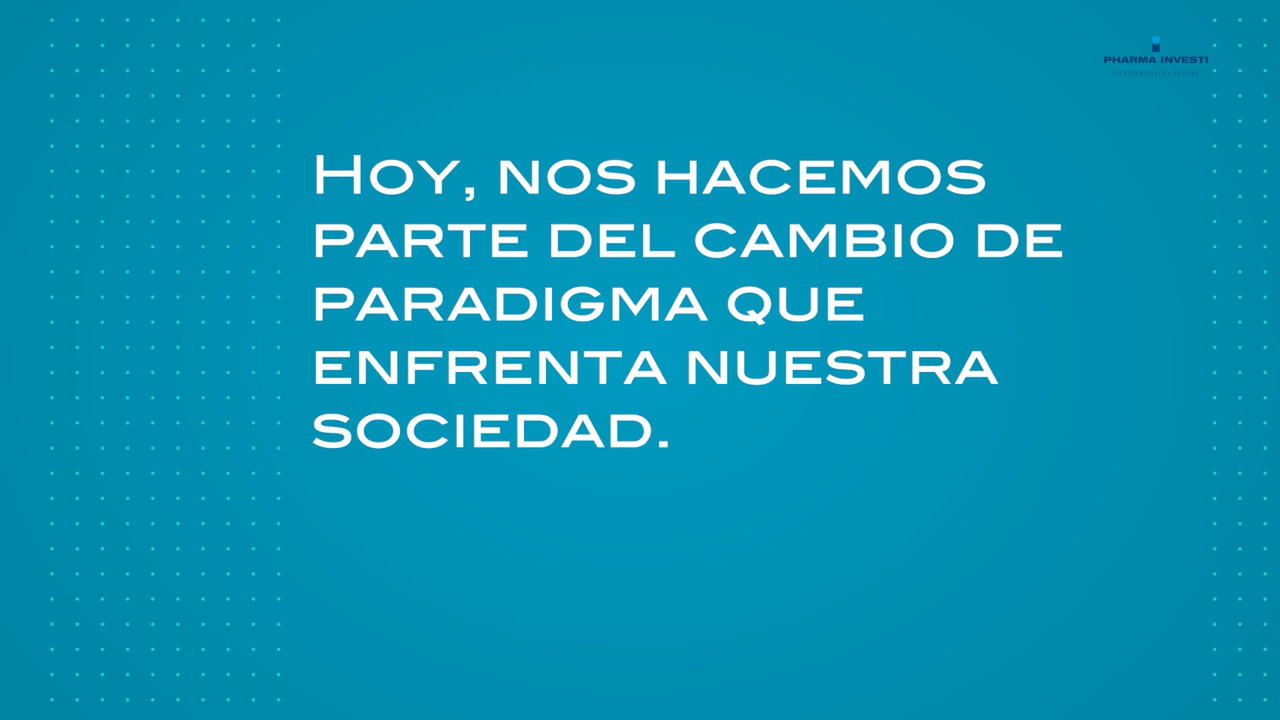 PHARMA INVESTI
Conciencia por la Vida
Hoy, nos hacemos
parte del cambio de
paradigma que
enfrenta nuestra
sociedad.